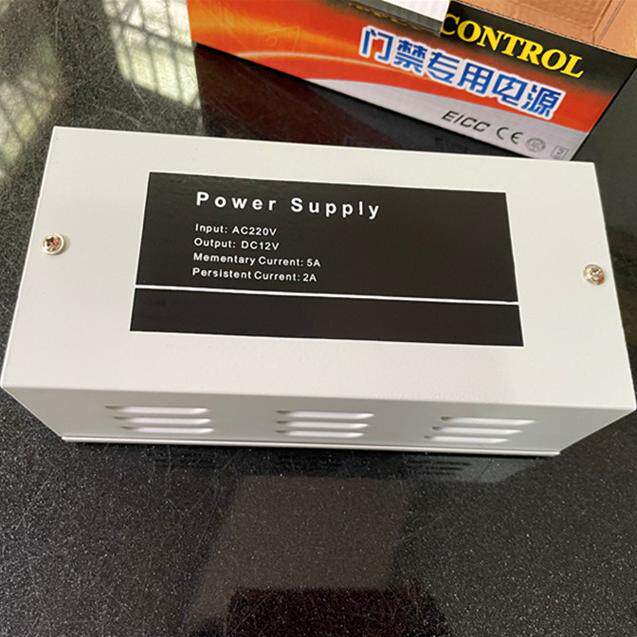 CONTROL
门禁专用电源
EICC CE
Power Supply
Input: AC220V
Output: DC12V
Mementary Current: 5A
Persistent Current: 2A